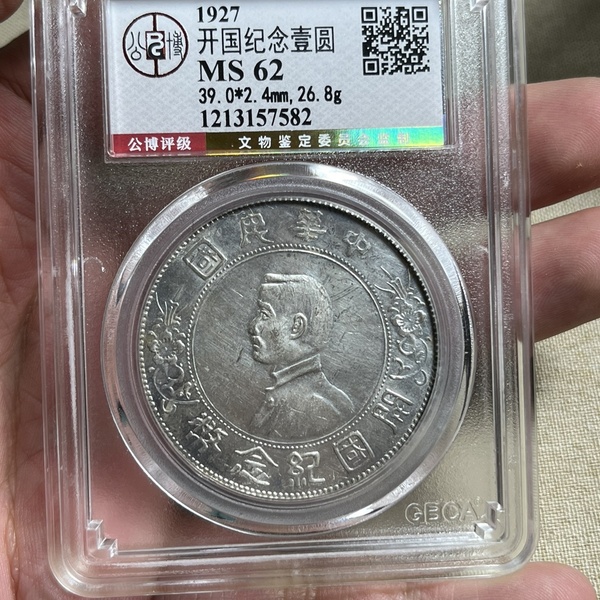 1927
开国纪念壹圆
MS 62
39.0*2.4mm,26.8g
1213157582
公 博
公博评级
文物鉴定委员会监制
中華民國
開國紀念幣
GBCA